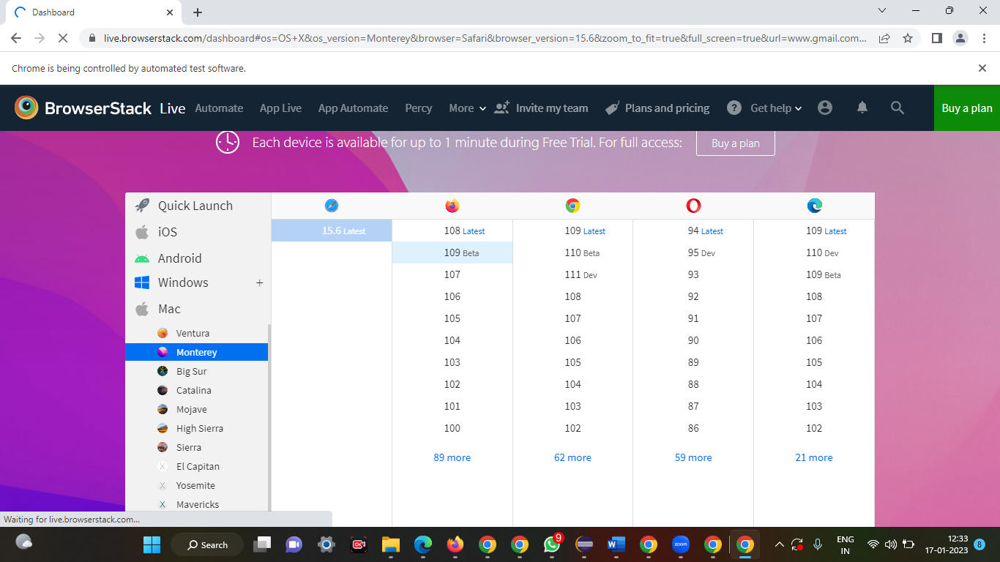 Dashboard
live.browserstack.com/dashboard#os=OS+X&os_version=Monterey&browser=Safari&browser_version=15.6&zoom_to_fit=true&full_screen=true&url=www.gmail.com...
Chrome is being controlled by automated test software.
BrowserStack Live Automate App Live App Automate Percy More Invite my team Plans and pricing ? Get help Buy a plan
Each device is available for up to 1 minute during Free Trial. For full access: Buy a plan
Quick Launch
iOS 15.6 Latest 108 Latest 109 Latest 94 Latest 109 Latest
Android 109 Beta 110 Beta 95 Dev 110 Dev
Windows + 107 111 Dev 93 109 Beta
Mac 106 108 92 108
105 107 91 107
Ventura 104 106 90 106
Monterey 103 105 89 105
Big Sur 102 104 88 104
Catalina 101 103 87 103
Mojave 100 102 86 102
High Sierra
Sierra 89 more 62 more 59 more 21 more
El Capitan
Yosemite
Mavericks
Waiting for live.browserstack.com...
Search 9 zoom ENG 12:33
IN 17-01-2023 8